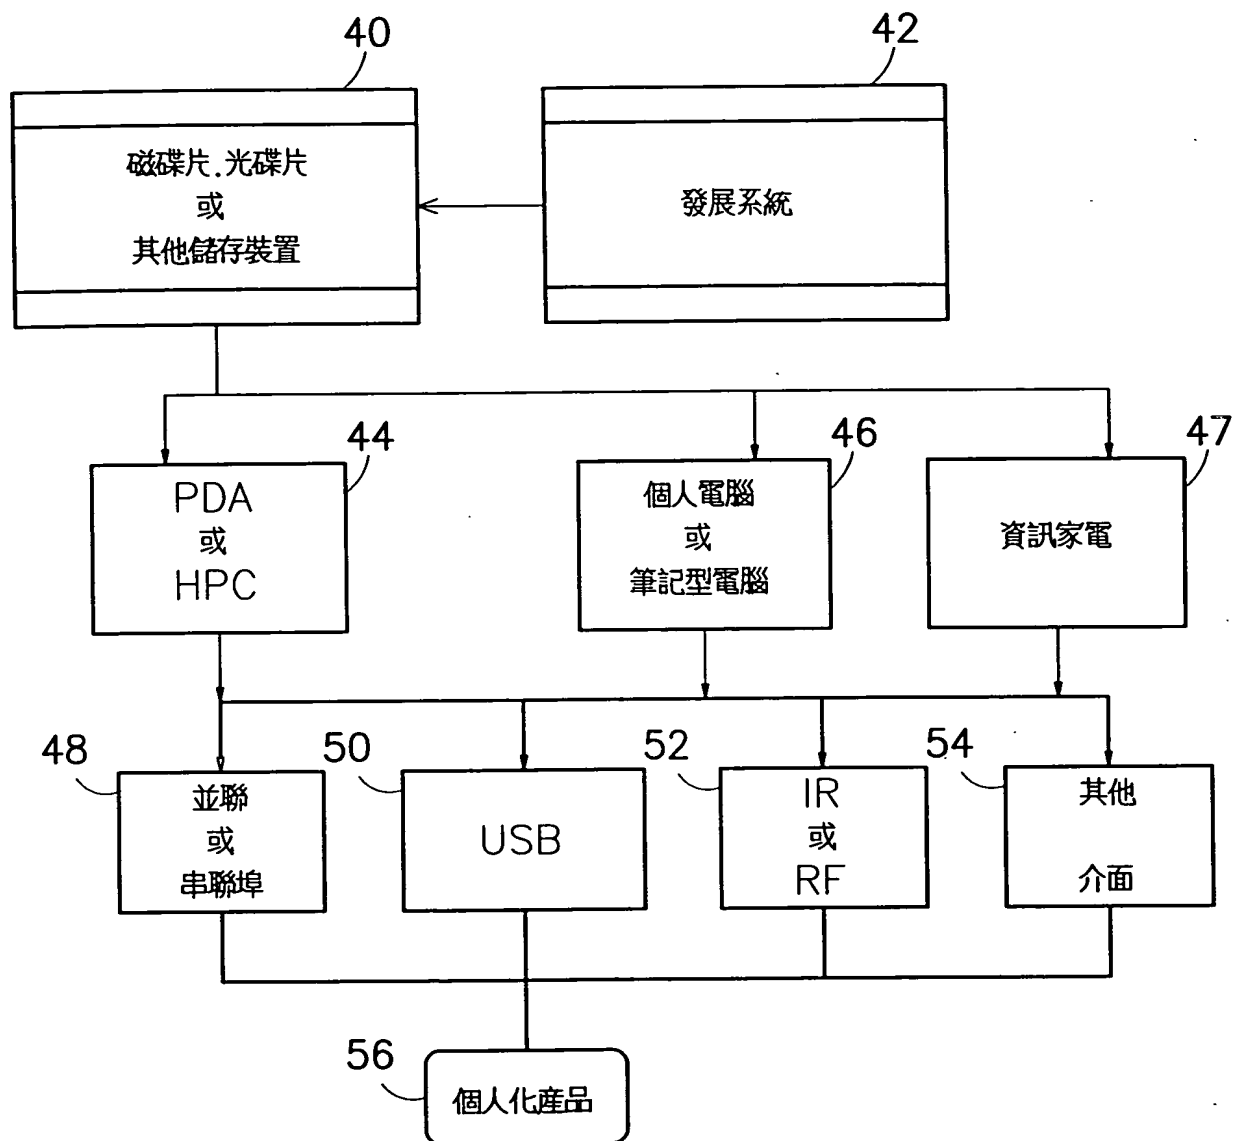 40
42
磁碟片.光碟片
或
其他儲存裝置
發展系統
44
46
47
PDA
或
HPC
個人電腦
或
筆記型電腦
資訊家電
48
50
52
54
並聯
或
串聯埠
USB
IR
或
RF
其他
介面
56
個人化產品